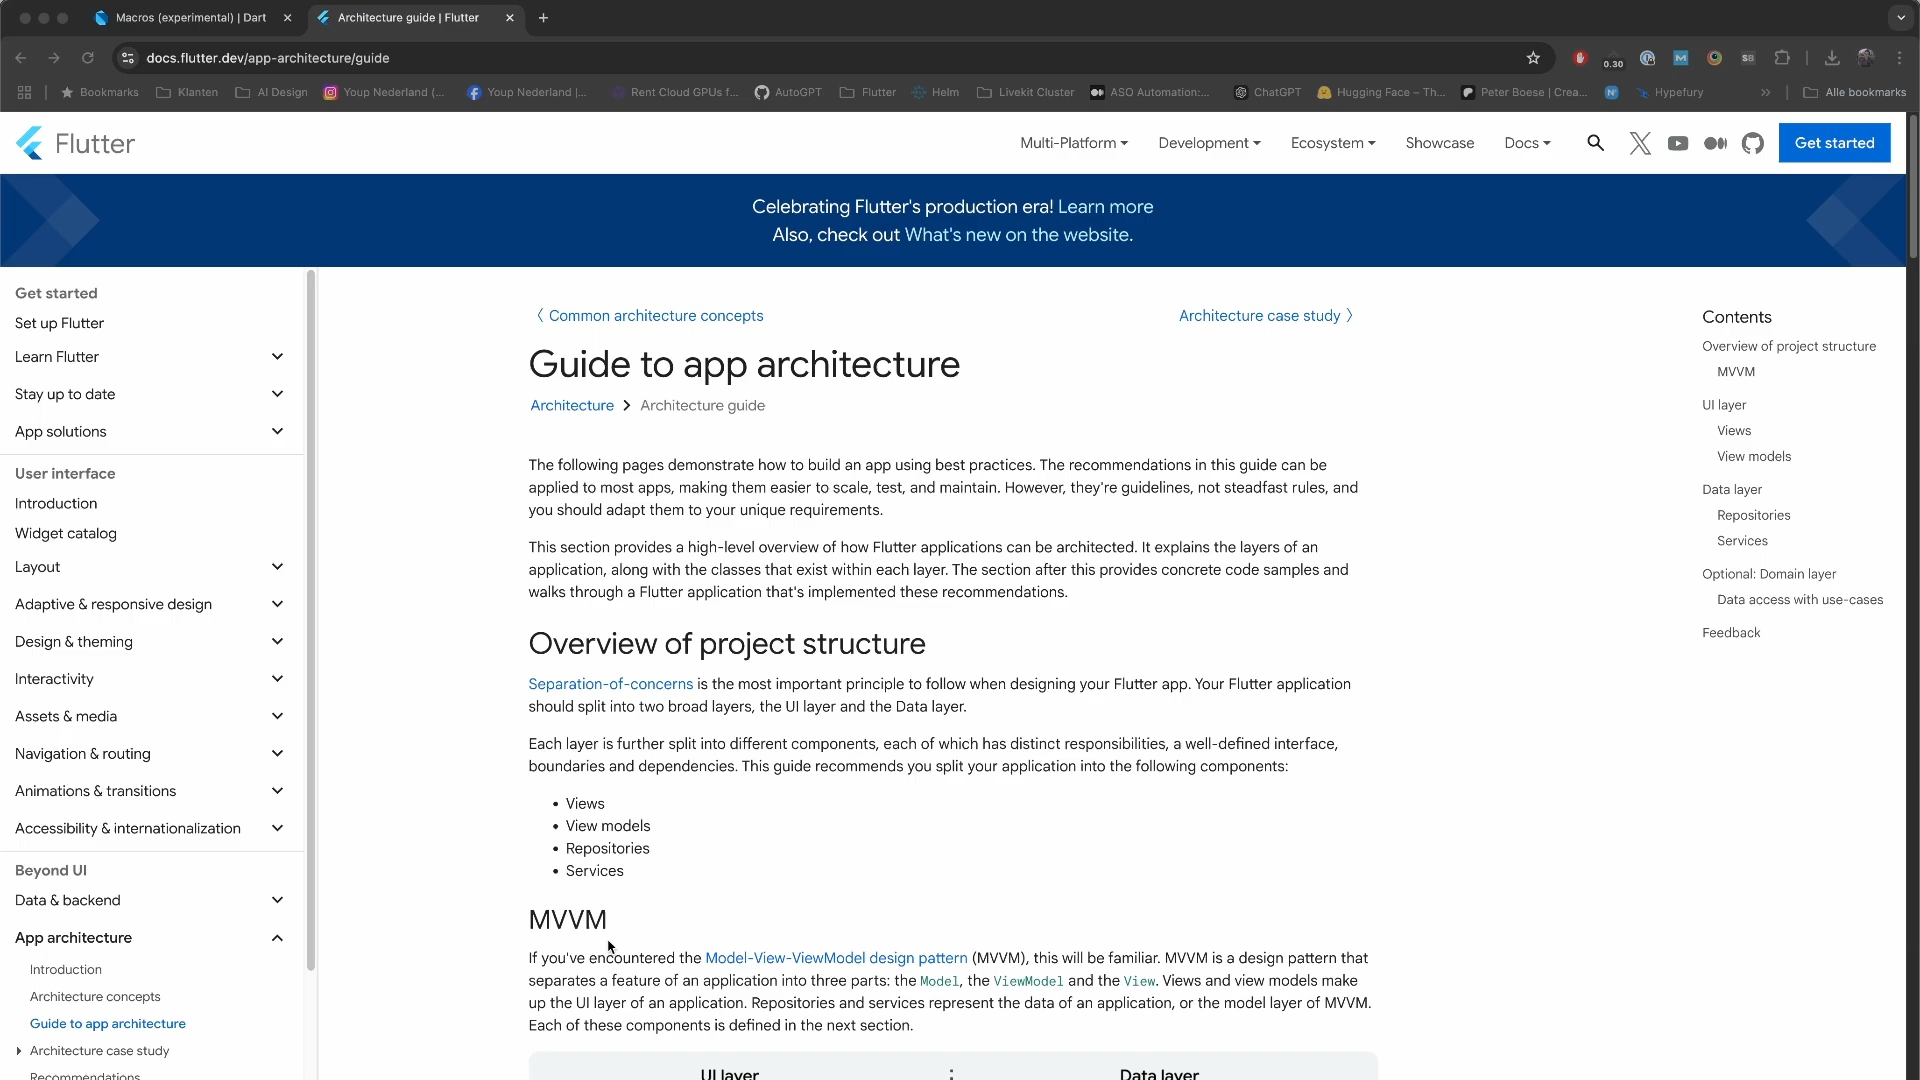 Macros (experimental) | Dart
Architecture guide | Flutter
docs.flutter.dev/app-architecture/guide
0.30
Bookmarks
Klanten
AI Design
Youp Nederland (...
Youp Nederland |...
Rent Cloud GPUs f...
AutoGPT
Flutter
Helm
Livekit Cluster
ASO Automation:...
ChatGPT
Hugging Face – Th...
Peter Boese | Crea...
Hypefury
Alle bookmarks
Flutter
Multi-Platform
Development
Ecosystem
Showcase
Docs
Get started
Celebrating Flutter's production era! Learn more
Also, check out What's new on the website.
Get started
Set up Flutter
Learn Flutter
Stay up to date
App solutions
User interface
Introduction
Widget catalog
Layout
Adaptive & responsive design
Design & theming
Interactivity
Assets & media
Navigation & routing
Animations & transitions
Accessibility & internationalization
Beyond UI
Data & backend
App architecture
Introduction
Architecture concepts
Guide to app architecture
Architecture case study
Recommendations
Common architecture concepts
Architecture case study
Guide to app architecture
Architecture > Architecture guide
The following pages demonstrate how to build an app using best practices. The recommendations in this guide can be
applied to most apps, making them easier to scale, test, and maintain. However, they're guidelines, not steadfast rules, and
you should adapt them to your unique requirements.
This section provides a high-level overview of how Flutter applications can be architected. It explains the layers of an
application, along with the classes that exist within each layer. The section after this provides concrete code samples and
walks through a Flutter application that's implemented these recommendations.
Overview of project structure
Separation-of-concerns is the most important principle to follow when designing your Flutter app. Your Flutter application
should split into two broad layers, the UI layer and the Data layer.
Each layer is further split into different components, each of which has distinct responsibilities, a well-defined interface,
boundaries and dependencies. This guide recommends you split your application into the following components:
• Views
• View models
• Repositories
• Services
MVVM
If you've encountered the Model-View-ViewModel design pattern (MVVM), this will be familiar. MVVM is a design pattern that
separates a feature of an application into three parts: the Model, the ViewModel and the View. Views and view models make
up the UI layer of an application. Repositories and services represent the data of an application, or the model layer of MVVM.
Each of these components is defined in the next section.
UI layer
Data layer
Contents
Overview of project structure
MVVM
UI layer
Views
View models
Data layer
Repositories
Services
Optional: Domain layer
Data access with use-cases
Feedback